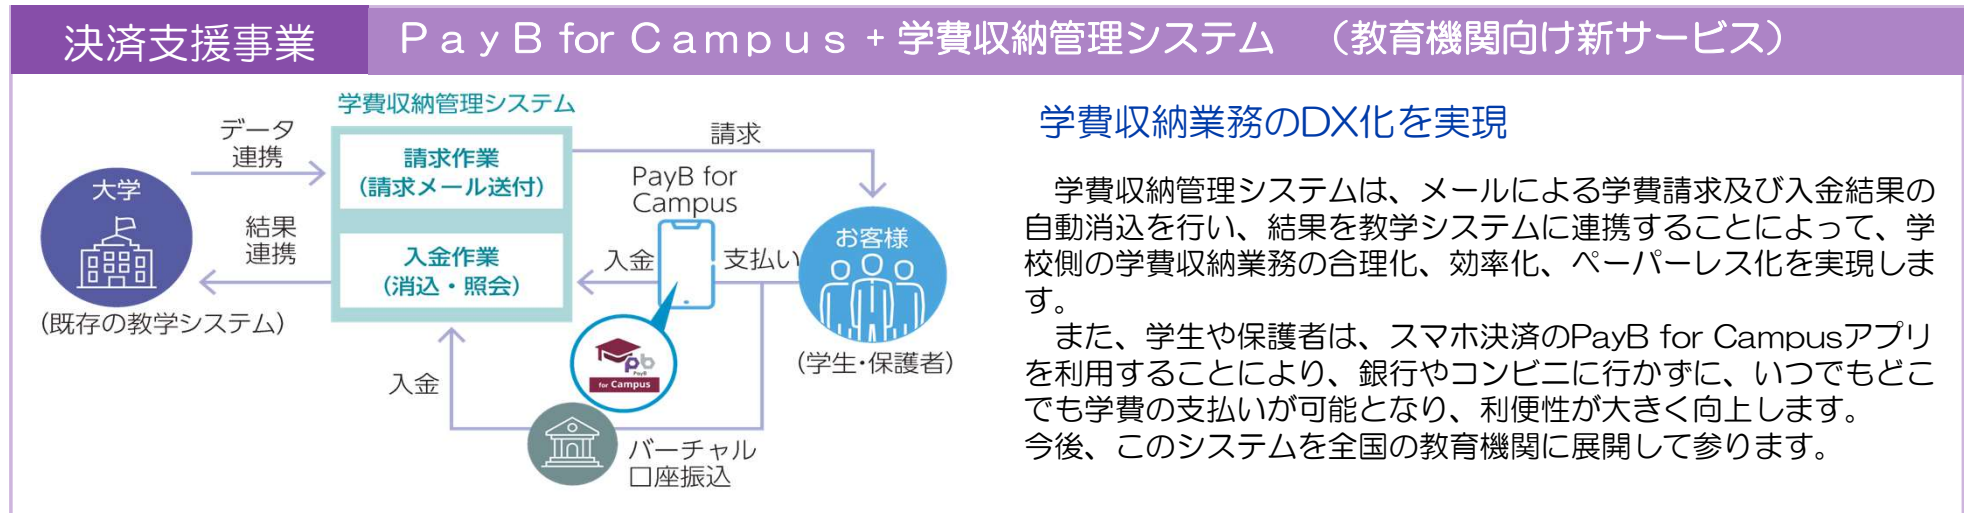 決済支援事業
PayB for Campus+学費収納管理システム （教育機関向け新サービス）
学費収納管理システム
データ
連携
請求
請求作業
（請求メール送付）
大学
PayB for
Campus
結果
連携
お客様
入金作業
（消込・照会）
入金
支払い
（既存の教学システム）
pb
PayB
for Campus
（学生・保護者）
入金
バーチャル
口座振込
学費収納業務のDX化を実現
学費収納管理システムは、メールによる学費請求及び入金結果の
自動消込を行い、結果を教学システムに連携することによって、学
校側の学費収納業務の合理化、効率化、ペーパーレス化を実現しま
す。
また、学生や保護者は、スマホ決済のPayB for Campusアプリ
を利用することにより、銀行やコンビニに行かずに、いつでもどこ
でも学費の支払いが可能となり、利便性が大きく向上します。
今後、このシステムを全国の教育機関に展開して参ります。